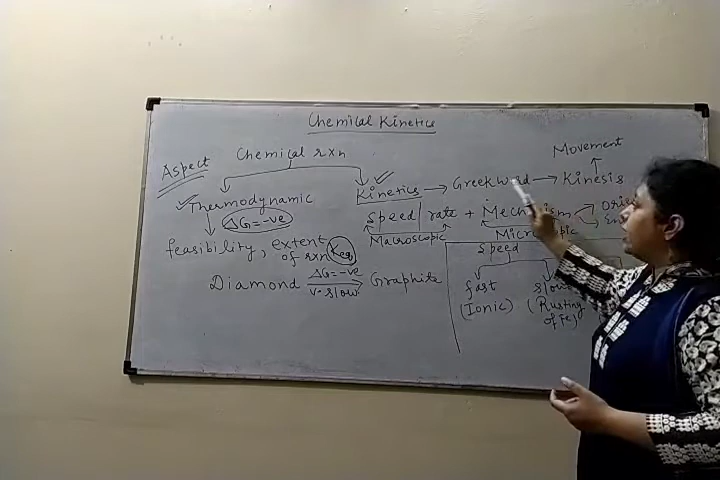 Chemical Kinetics
Movement
Aspect Chemical rxn
Thermodynamic Kinetics → Greek word → Kinesis
ΔG=-ve Speed / rate + Mechanism
Macroscopic
feasibility, extent of rxn Keq
Speed
Diamond ΔG=-ve v. slow → Graphite
fast
(Ionic) (Rusting of Fe)